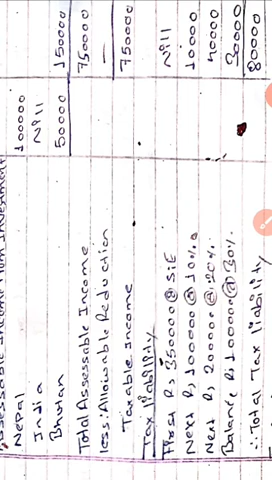 Assessable Income from Investment
Nepal 100000
India Nill
Bhutan 50000 150000
Total Assessable Income 750000
less: Allowable Reduction —
Taxable Income 750000
Tax liability
First Rs 350000 @ SIE Nill
Next Rs 100000 @ 10% 10000
Next Rs 200000 @ 20% 40000
Balance Rs 100000 @ 30% 30000
∴ Total Tax liability 80000